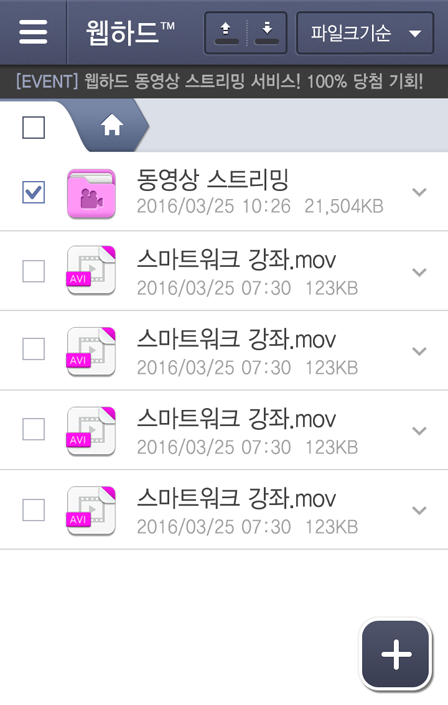 웹하드™
파일크기순
[EVENT] 웹하드 동영상 스트리밍 서비스! 100% 당첨 기회!
동영상 스트리밍
2016/03/25 10:26 21,504KB
스마트워크 강좌.mov
AVI
2016/03/25 07:30 123KB
스마트워크 강좌.mov
AVI
2016/03/25 07:30 123KB
스마트워크 강좌.mov
AVI
2016/03/25 07:30 123KB
스마트워크 강좌.mov
AVI
2016/03/25 07:30 123KB